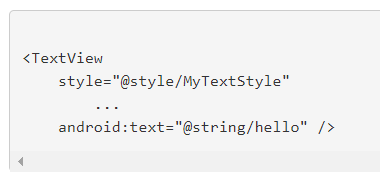 <TextView
style="@style/MyTextStyle"
...
android:text="@string/hello" />